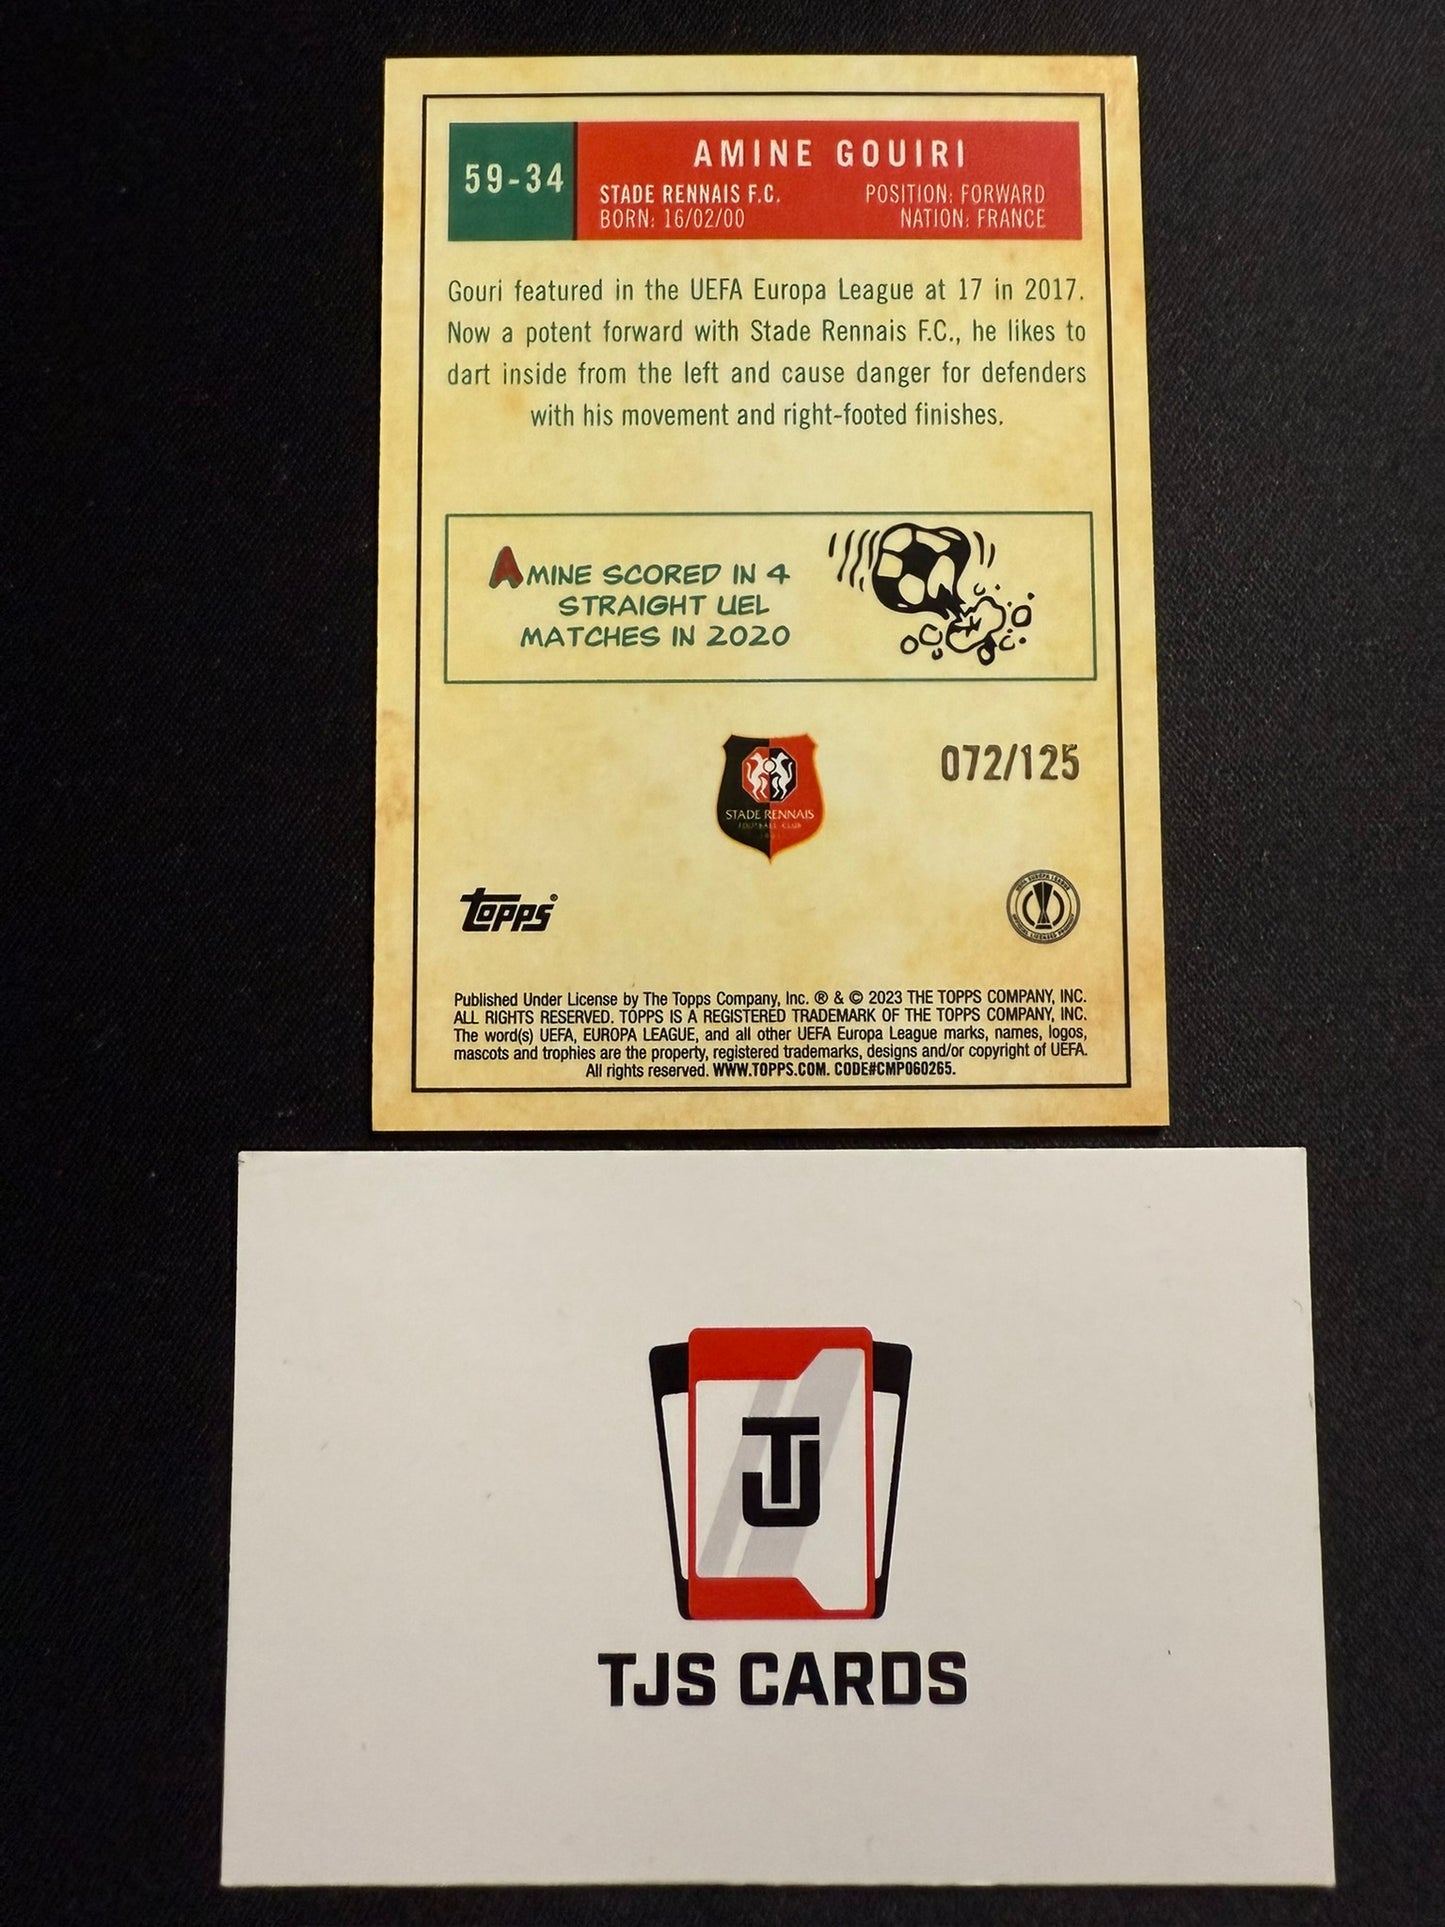 59-34
AMINE GOUIRI
STADE RENNAIS F.C.
POSITION: FORWARD
BORN: 16/02/00
NATION: FRANCE
Gouri featured in the UEFA Europa League at 17 in 2017.
Now a potent forward with Stade Rennais F.C., he likes to
dart inside from the left and cause danger for defenders
with his movement and right-footed finishes.
AMINE SCORED IN 4
STRAIGHT UEL
MATCHES IN 2020
072/125
STADE RENNAIS
FOOTBALL CLUB
Topps®
Published Under License by The Topps Company, Inc. ® & © 2023 THE TOPPS COMPANY, INC.
ALL RIGHTS RESERVED. TOPPS IS A REGISTERED TRADEMARK OF THE TOPPS COMPANY, INC.
The word(s) UEFA, EUROPA LEAGUE, and all other UEFA Europa League marks, names, logos,
mascots and trophies are the property, registered trademarks, designs and/or copyright of UEFA.
All rights reserved. WWW.TOPPS.COM. CODE#CMP060265.
TJ
TJS CARDS